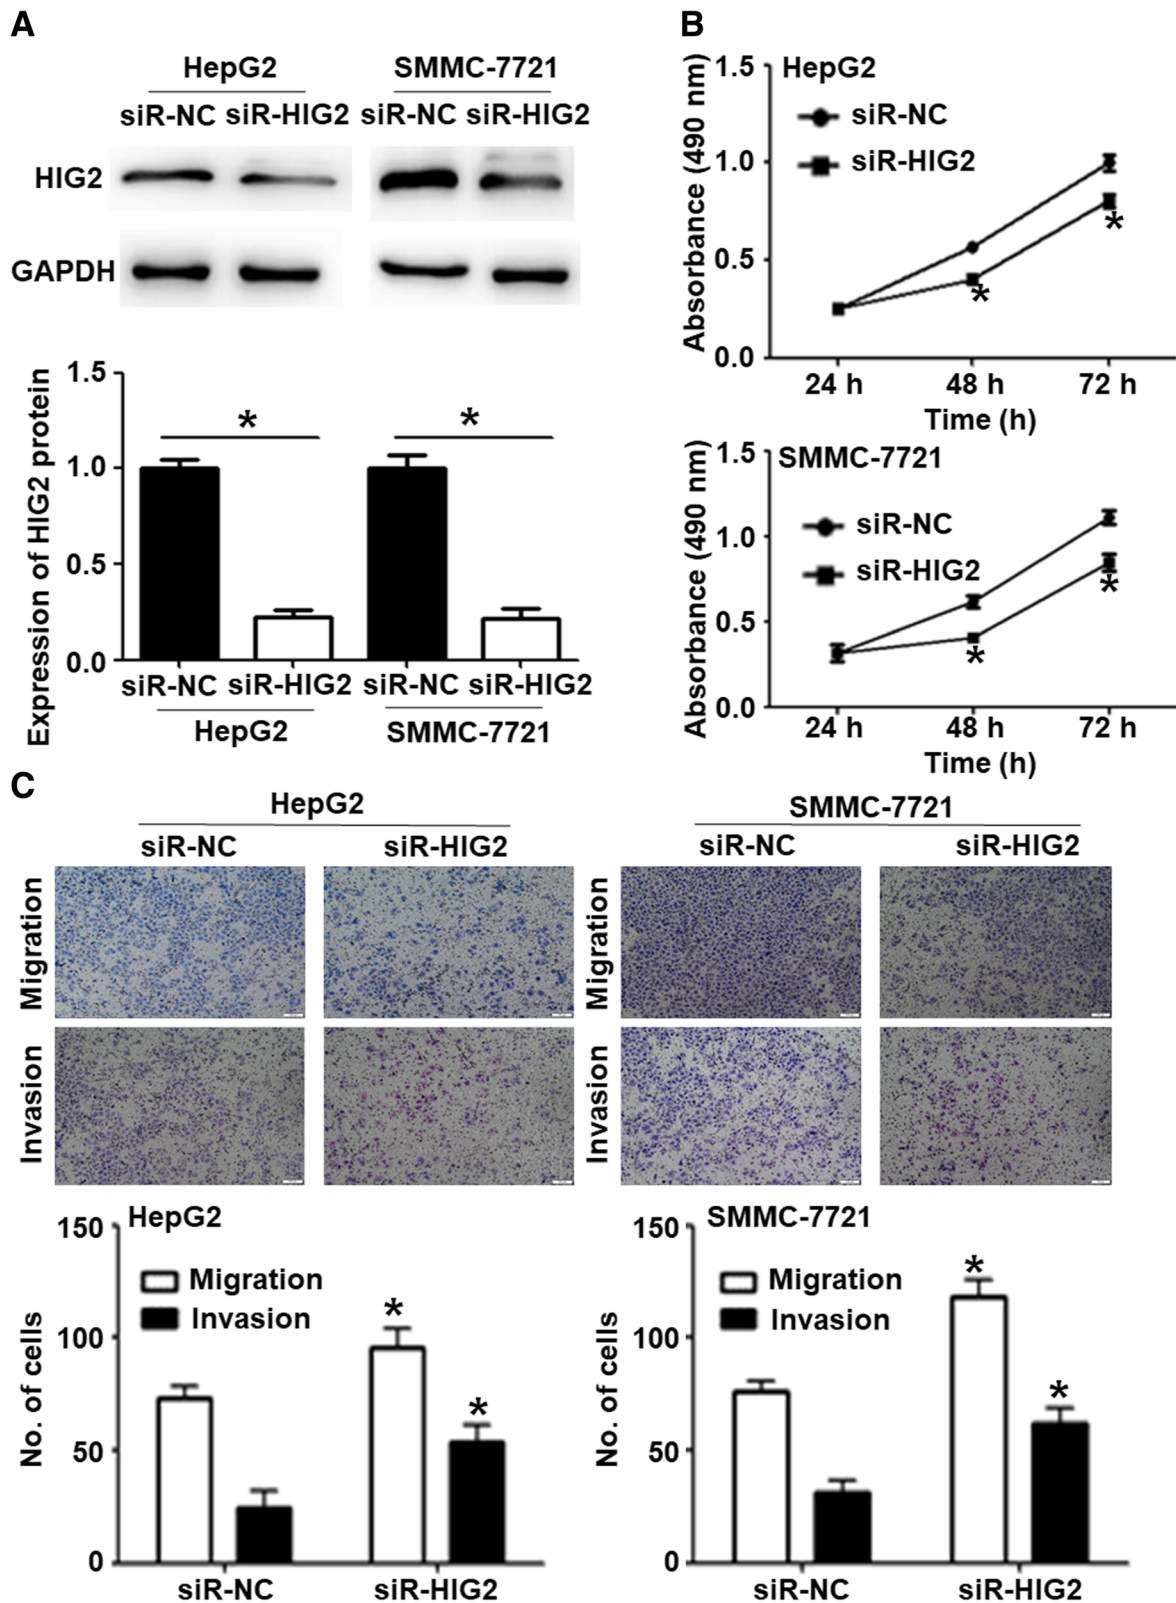 A
HepG2 SMMC-7721
siR-NC siR-HIG2 siR-NC siR-HIG2
HIG2
GAPDH
Expression of HIG2 protein
1.5
1.0
0.5
0.0
* *
siR-NC siR-HIG2 siR-NC siR-HIG2
HepG2 SMMC-7721
B
Absorbance (490 nm)
HepG2
siR-NC
siR-HIG2
1.5
1.0
0.5
0.0
*
*
24 h 48 h 72 h
Time (h)
Absorbance (490 nm)
SMMC-7721
siR-NC
siR-HIG2
1.5
1.0
0.5
0.0
*
*
24 h 48 h 72 h
Time (h)
C
HepG2 SMMC-7721
siR-NC siR-HIG2 siR-NC siR-HIG2
Migration Migration
Invasion Invasion
No. of cells
HepG2
Migration
Invasion
150
100
50
0
* *
siR-NC siR-HIG2
No. of cells
SMMC-7721
Migration
Invasion
150
100
50
0
* *
siR-NC siR-HIG2